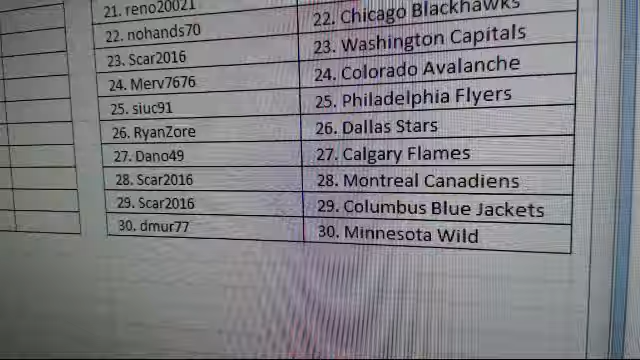 21. reno20021
22. Chicago Blackhawks
22. nohands70
23. Washington Capitals
23. Scar2016
24. Colorado Avalanche
24. Merv7676
25. Philadelphia Flyers
25. siuc91
26. Dallas Stars
26. RyanZore
27. Calgary Flames
27. Dano49
28. Montreal Canadiens
28. Scar2016
29. Columbus Blue Jackets
29. Scar2016
30. Minnesota Wild
30. dmur77